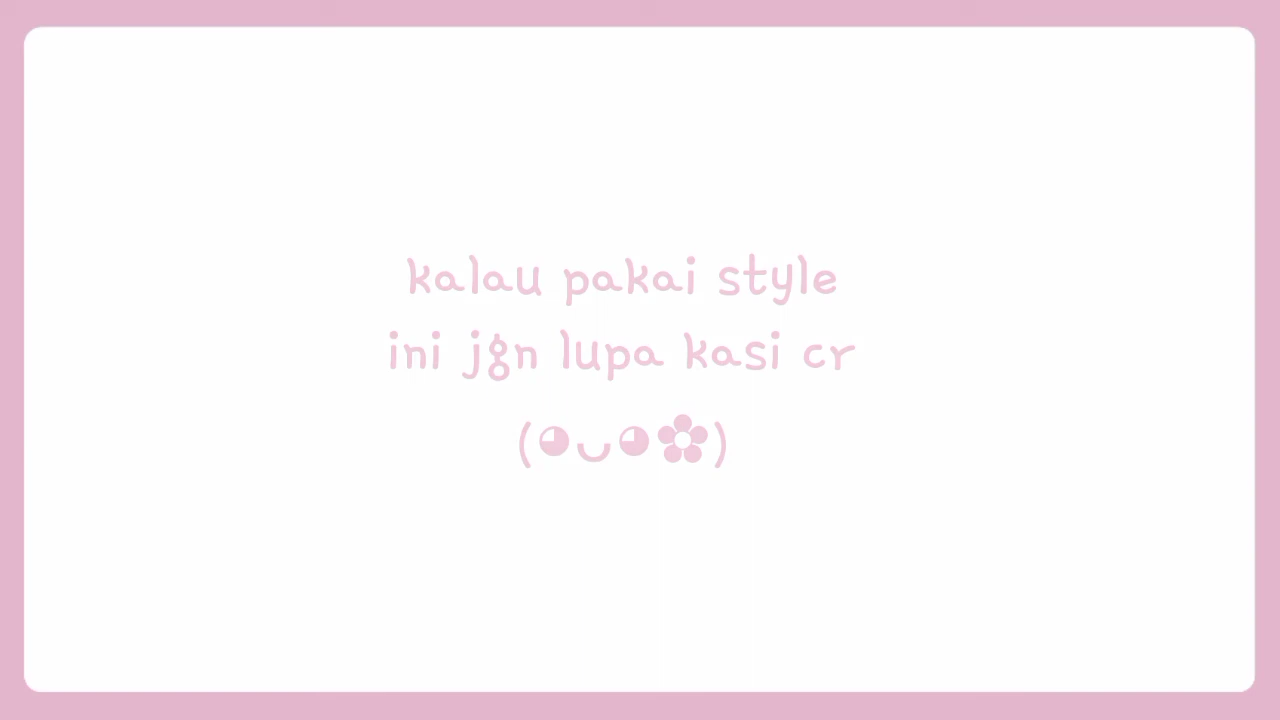 kalau pakai style
ini jgn lupa kasi cr
(◕ᴗ◕✿)